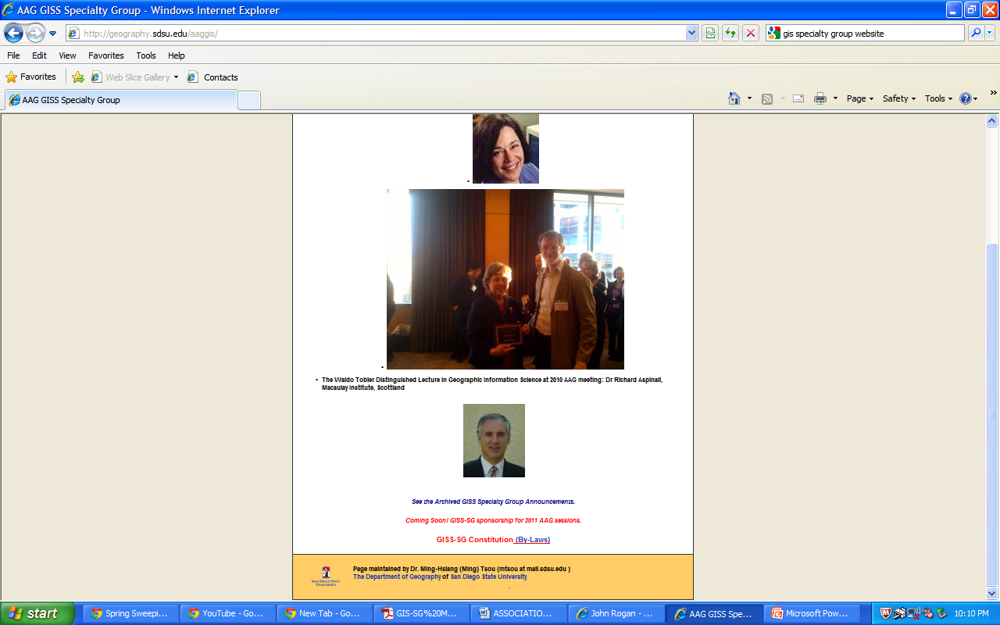 AAG GISS Specialty Group - Windows Internet Explorer
http://geography.sdsu.edu/aaggis/
gis specialty group website
File Edit View Favorites Tools Help
Favorites Web Slice Gallery Contacts
AAG GISS Specialty Group
Page Safety Tools
The Waldo Tobler Distinguished Lecture in Geographic Information Science at 2010 AAG meeting: Dr Richard Aspinall,
Macaulay Institute, Scottland
See the Archived GISS Specialty Group Announcements.
Coming Soon! GISS-SG sponsorship for 2011 AAG sessions.
GISS-SG Constitution (By-Laws)
Page maintained by Dr. Ming-Hsiang (Ming) Tsou (mtsou at mail.sdsu.edu )
The Department of Geography of San Diego State University
SAN DIEGO STATE
UNIVERSITY
start Spring Sweepi... YouTube - Go... New Tab - Go... GIS-SG%20M... ASSOCIATIO... John Rogan - ... AAG GISS Spe... Microsoft Pow... 10:10 PM